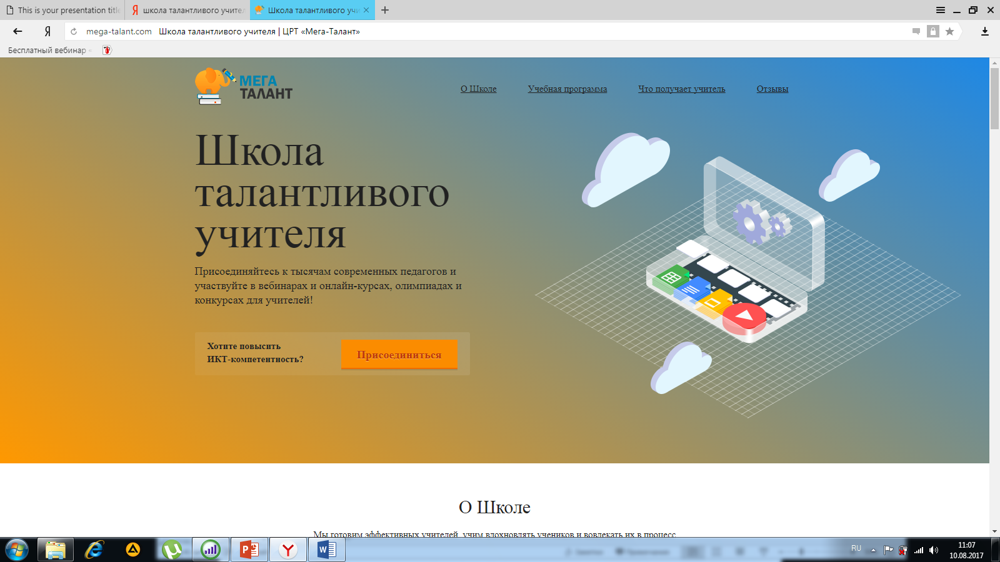 This is your presentation title
школа талантливого учител
Школа талантливого учи
mega-talant.com Школа талантливого учителя | ЦРТ «Мега-Талант»
Бесплатный вебинар
МЕГА
ТАЛАНТ
О Школе Учебная программа Что получает учитель Отзывы
Школа
талантливого
учителя
Присоединяйтесь к тысячам современных педагогов и
участвуйте в вебинарах и онлайн-курсах, олимпиадах и
конкурсах для учителей!
Хотите повысить
ИКТ-компетентность?
Присоединиться
О Школе
Мы готовим эффективных учителей, учим вдохновлять учеников и вовлекать их в процесс
RU
11:07
10.08.2017